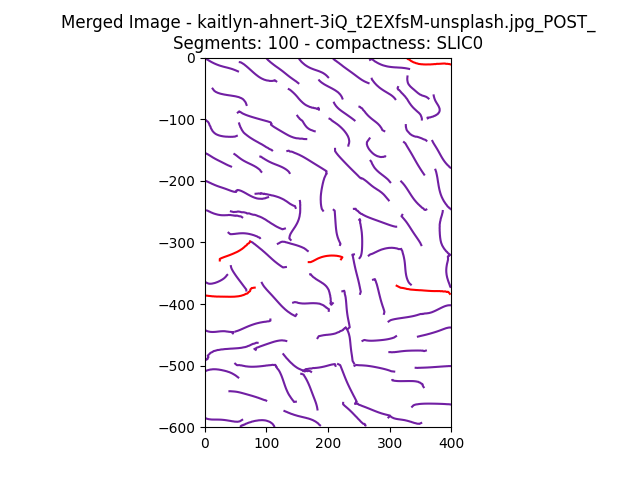 Merged Image - kaitlyn-ahnert-3iQ_t2EXfsM-unsplash.jpg_POST_
Segments: 100 - compactness: SLIC0
0
−100
−200
−300
−400
−500
−600
0 100 200 300 400